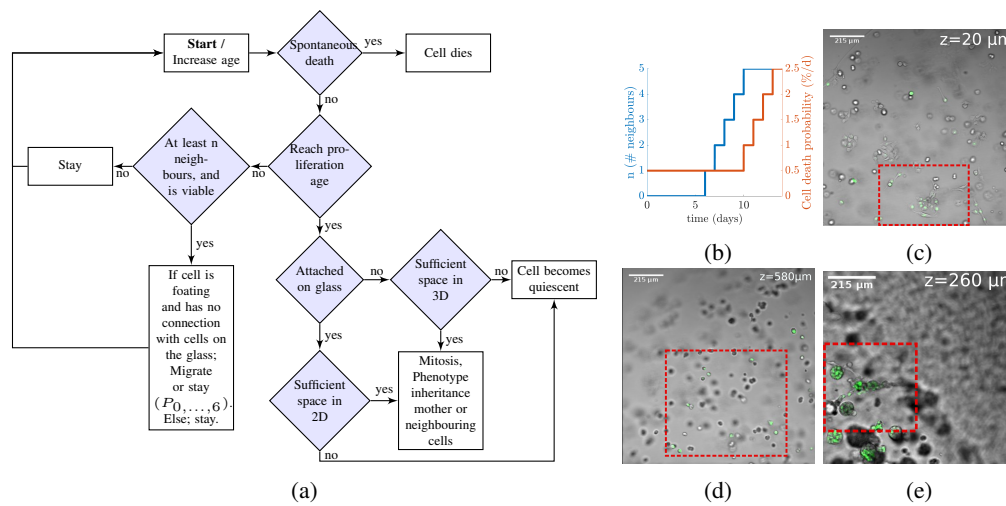 Start /
Increase age
Spontaneous
death
yes
Cell dies
no
At least n
neigh-
bours, and
is viable
Reach pro-
liferation
age
Stay
no
no
yes
yes
If cell is
foating
and has no
connection
with cells on
the glass;
Migrate
or stay
(P0,...,6).
Else; stay.
Attached
on glass
no
Sufficient
space in
3D
no
Cell becomes
quiescent
yes
yes
Sufficient
space in
2D
yes
Mitosis,
Phenotype
inheritance
mother or
neighbouring
cells
no
(a)
n (# neighbours)
5
4
3
2
1
0
2.5
2
1.5
1
0.5
0
Cell death probability (%/d)
0
5
10
time (days)
(b)
215 μm
z=20 μm
(c)
215 μm
z=580μm
(d)
215 μm
z=260 μm
(e)